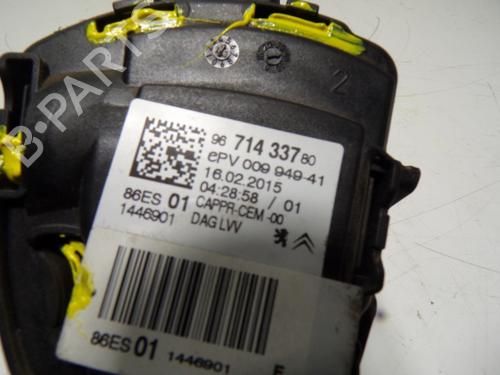 B-PARTS
2
96 714 337 80
ePV 009 949-41
16.02.2015
04:28:58 / 01
86ES 01 CAPPR-CEM -00
1446901 DAG LVV
86ES 01 1446901